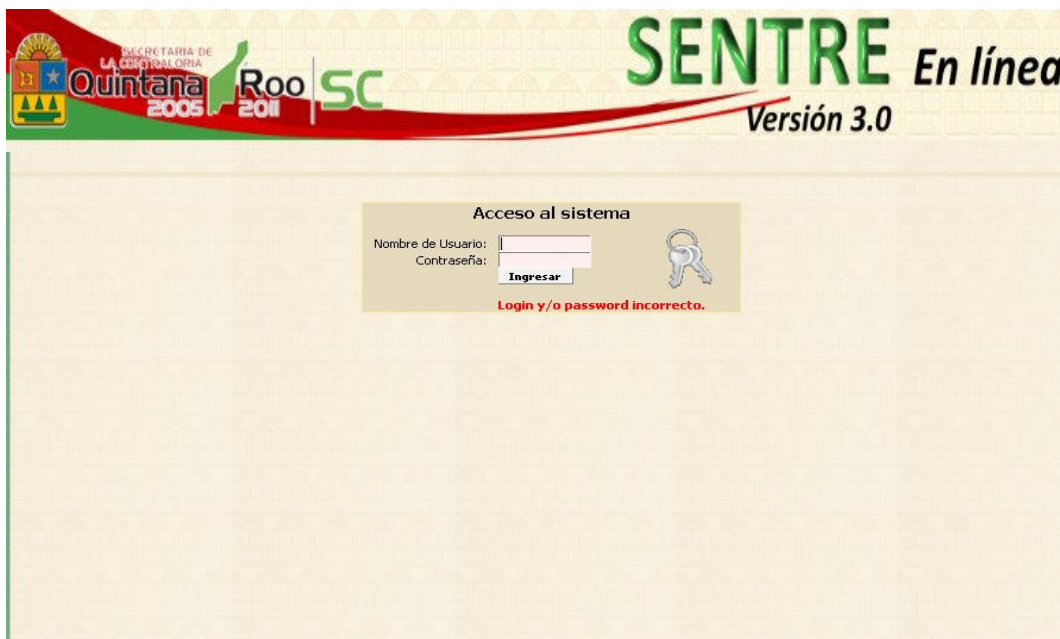 SECRETARIA DE
LA CONTRALORIA
Quintana Roo SC
2005 2011
SENTRE En línea
Versión 3.0
Acceso al sistema
Nombre de Usuario:
Contraseña:
Ingresar
Login y/o password incorrecto.